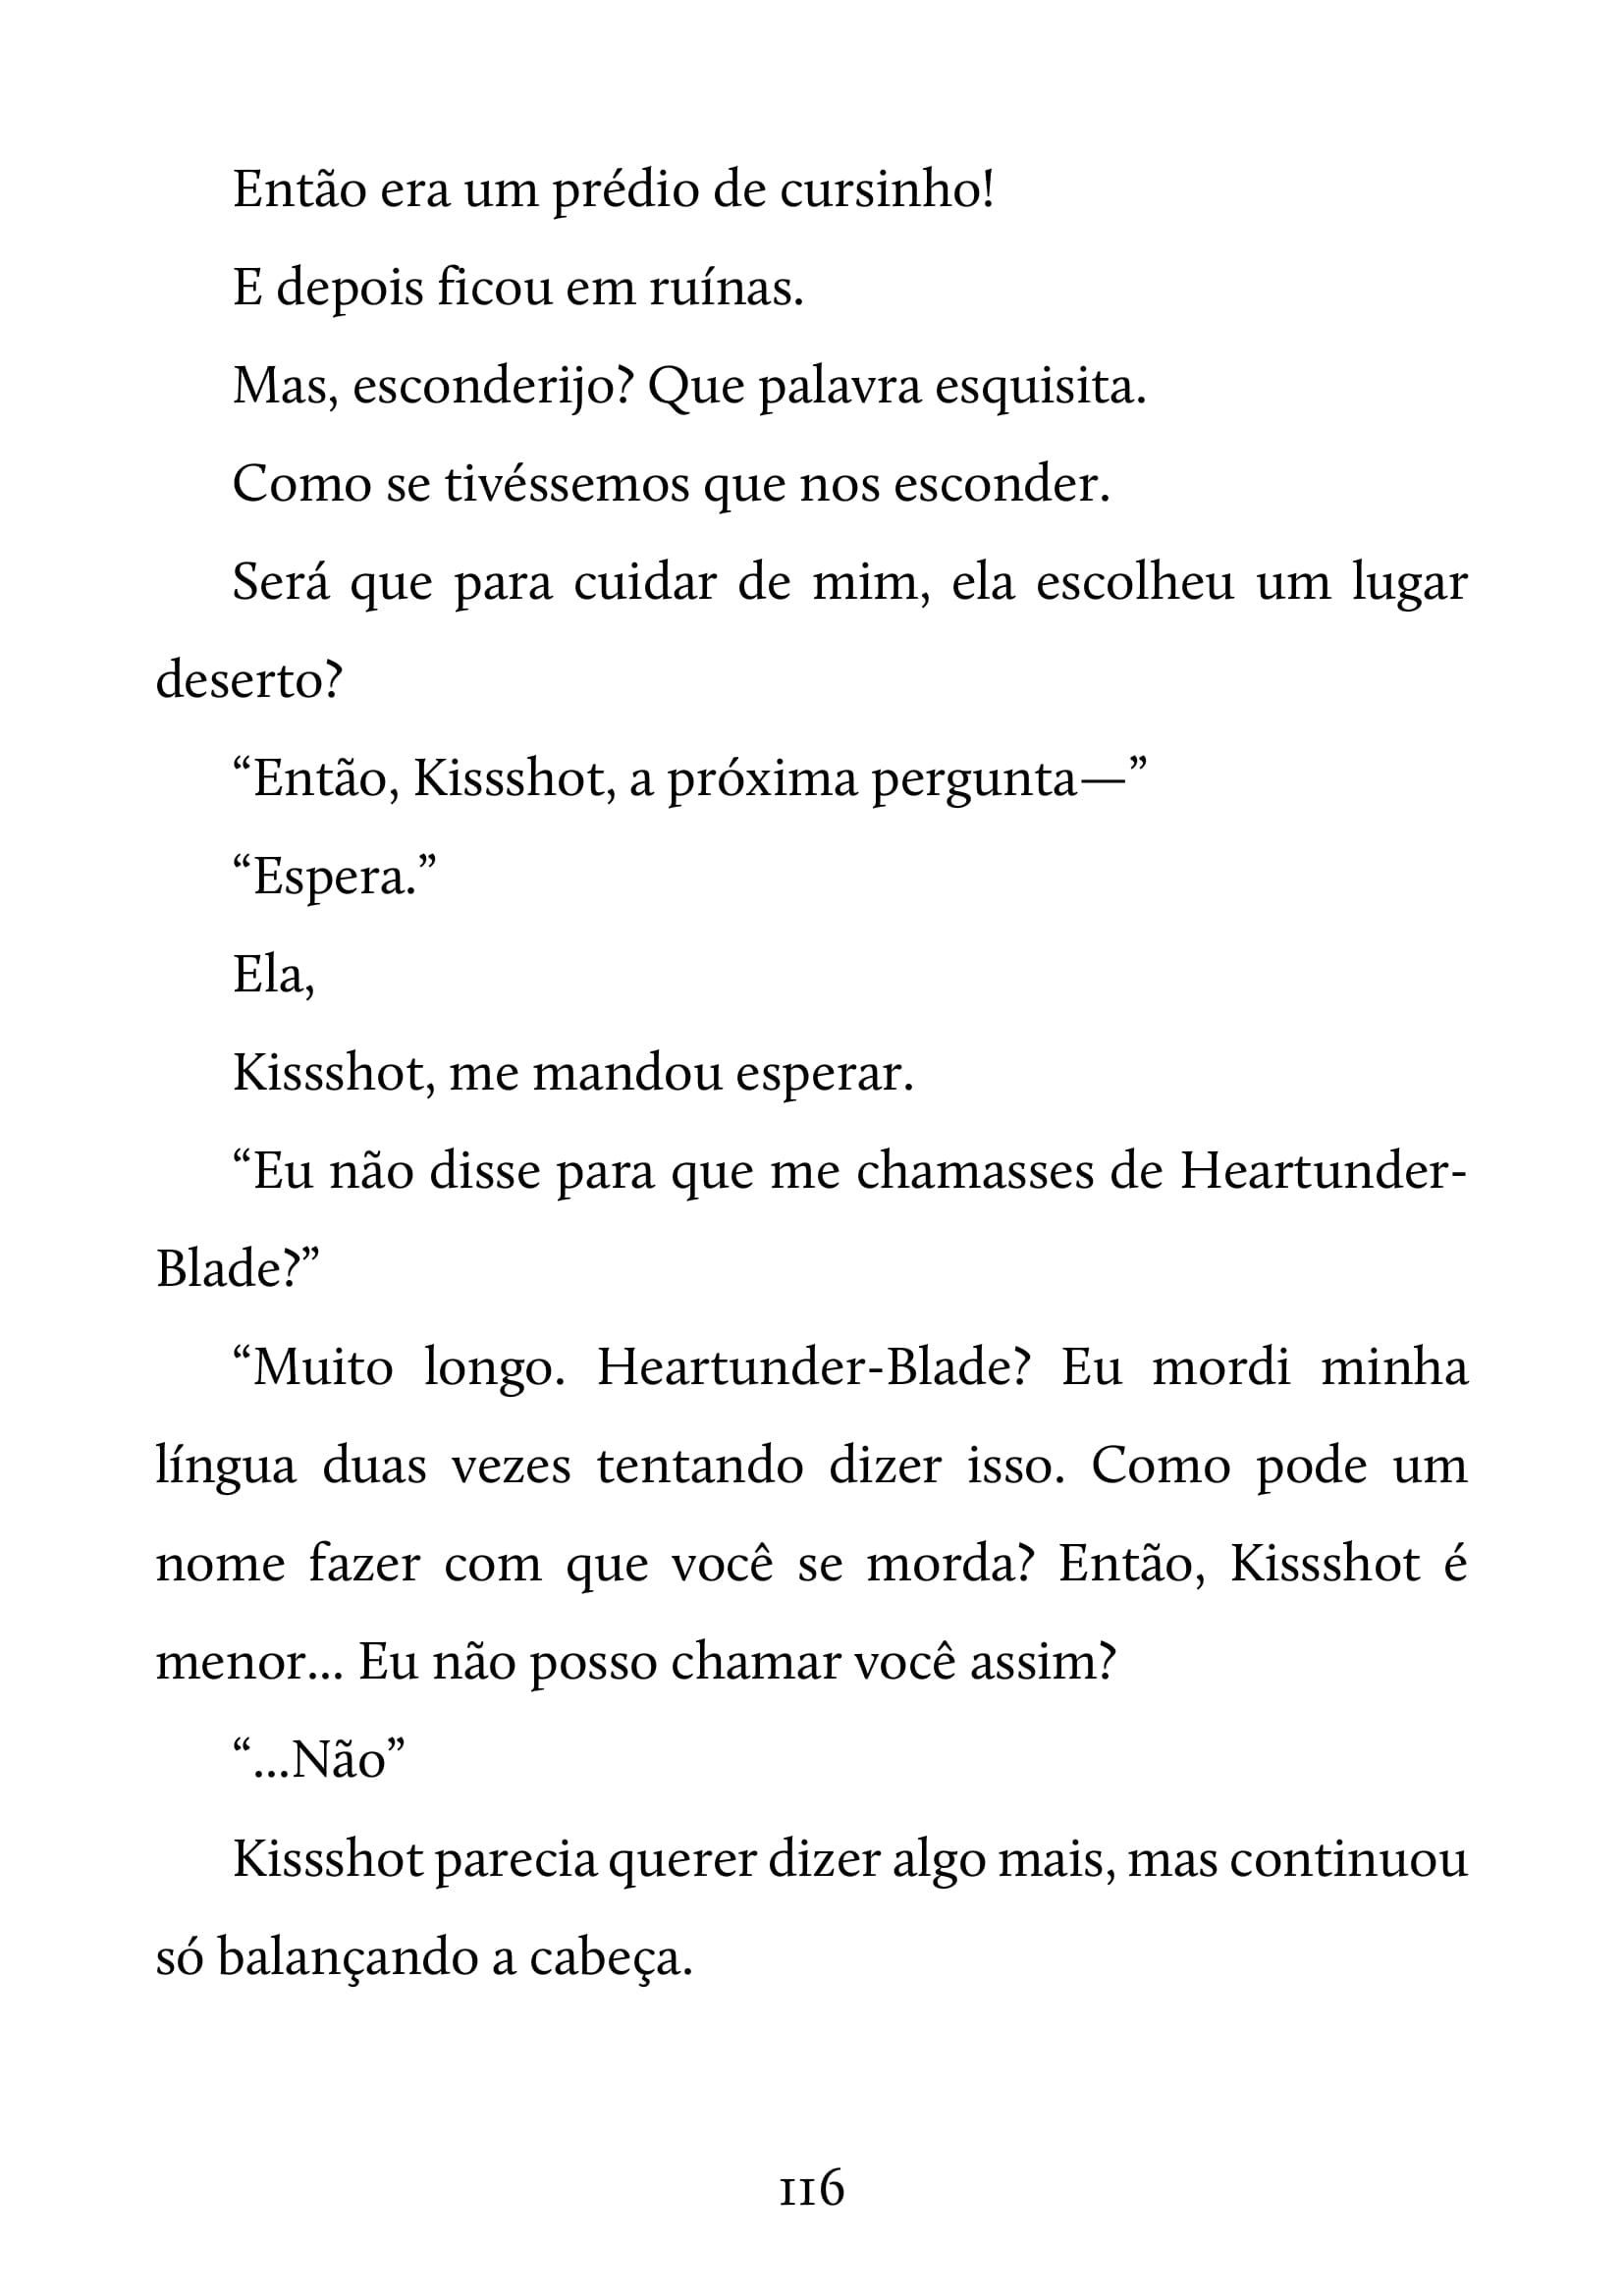 Então era um prédio de cursinho!
E depois ficou em ruínas.
Mas, esconderijo? Que palavra esquisita.
Como se tivéssemos que nos esconder.
Será que para cuidar de mim, ela escolheu um lugar
deserto?
“Então, Kissshot, a próxima pergunta—”
“Espera.”
Ela,
Kissshot, me mandou esperar.
“Eu não disse para que me chamasses de Heartunder-
Blade?”
“Muito longo. Heartunder-Blade? Eu mordi minha
língua duas vezes tentando dizer isso. Como pode um
nome fazer com que você se morda? Então, Kissshot é
menor... Eu não posso chamar você assim?
“...Não”
Kissshot parecia querer dizer algo mais, mas continuou
só balançando a cabeça.
116